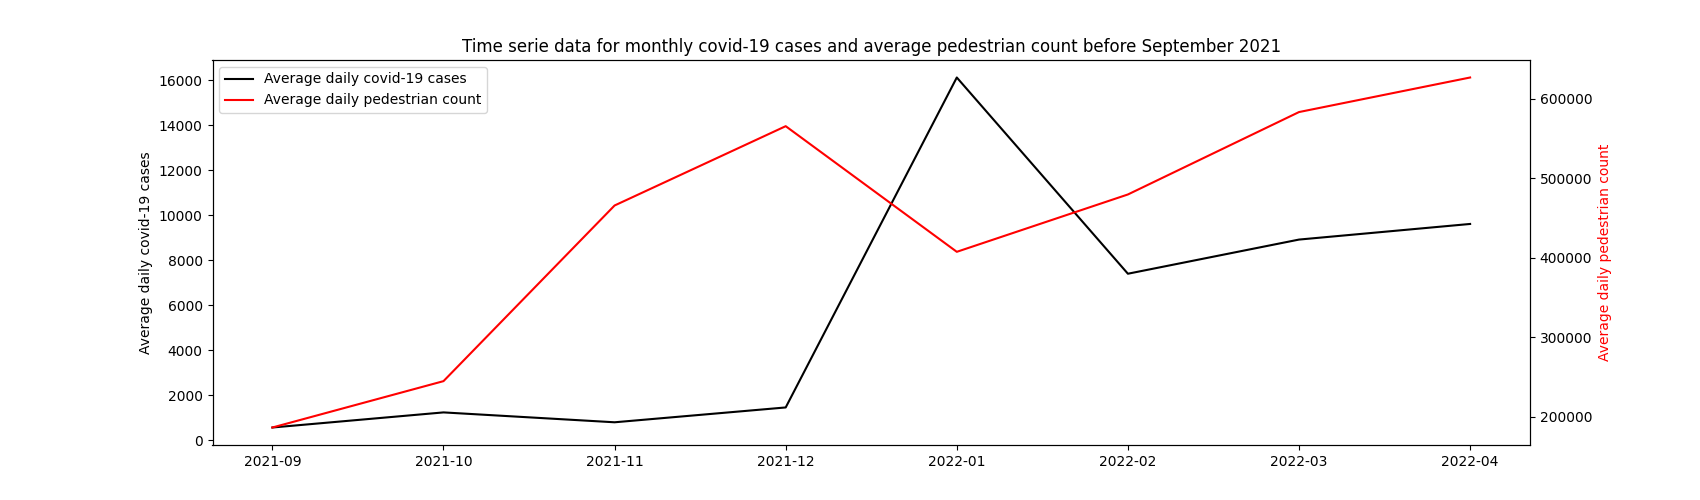 Time serie data for monthly covid-19 cases and average pedestrian count before September 2021
Average daily covid-19 cases
Average daily pedestrian count
16000
14000
12000
10000
8000
6000
4000
2000
0
Average daily covid-19 cases
600000
500000
400000
300000
200000
Average daily pedestrian count
2021-09 2021-10 2021-11 2021-12 2022-01 2022-02 2022-03 2022-04